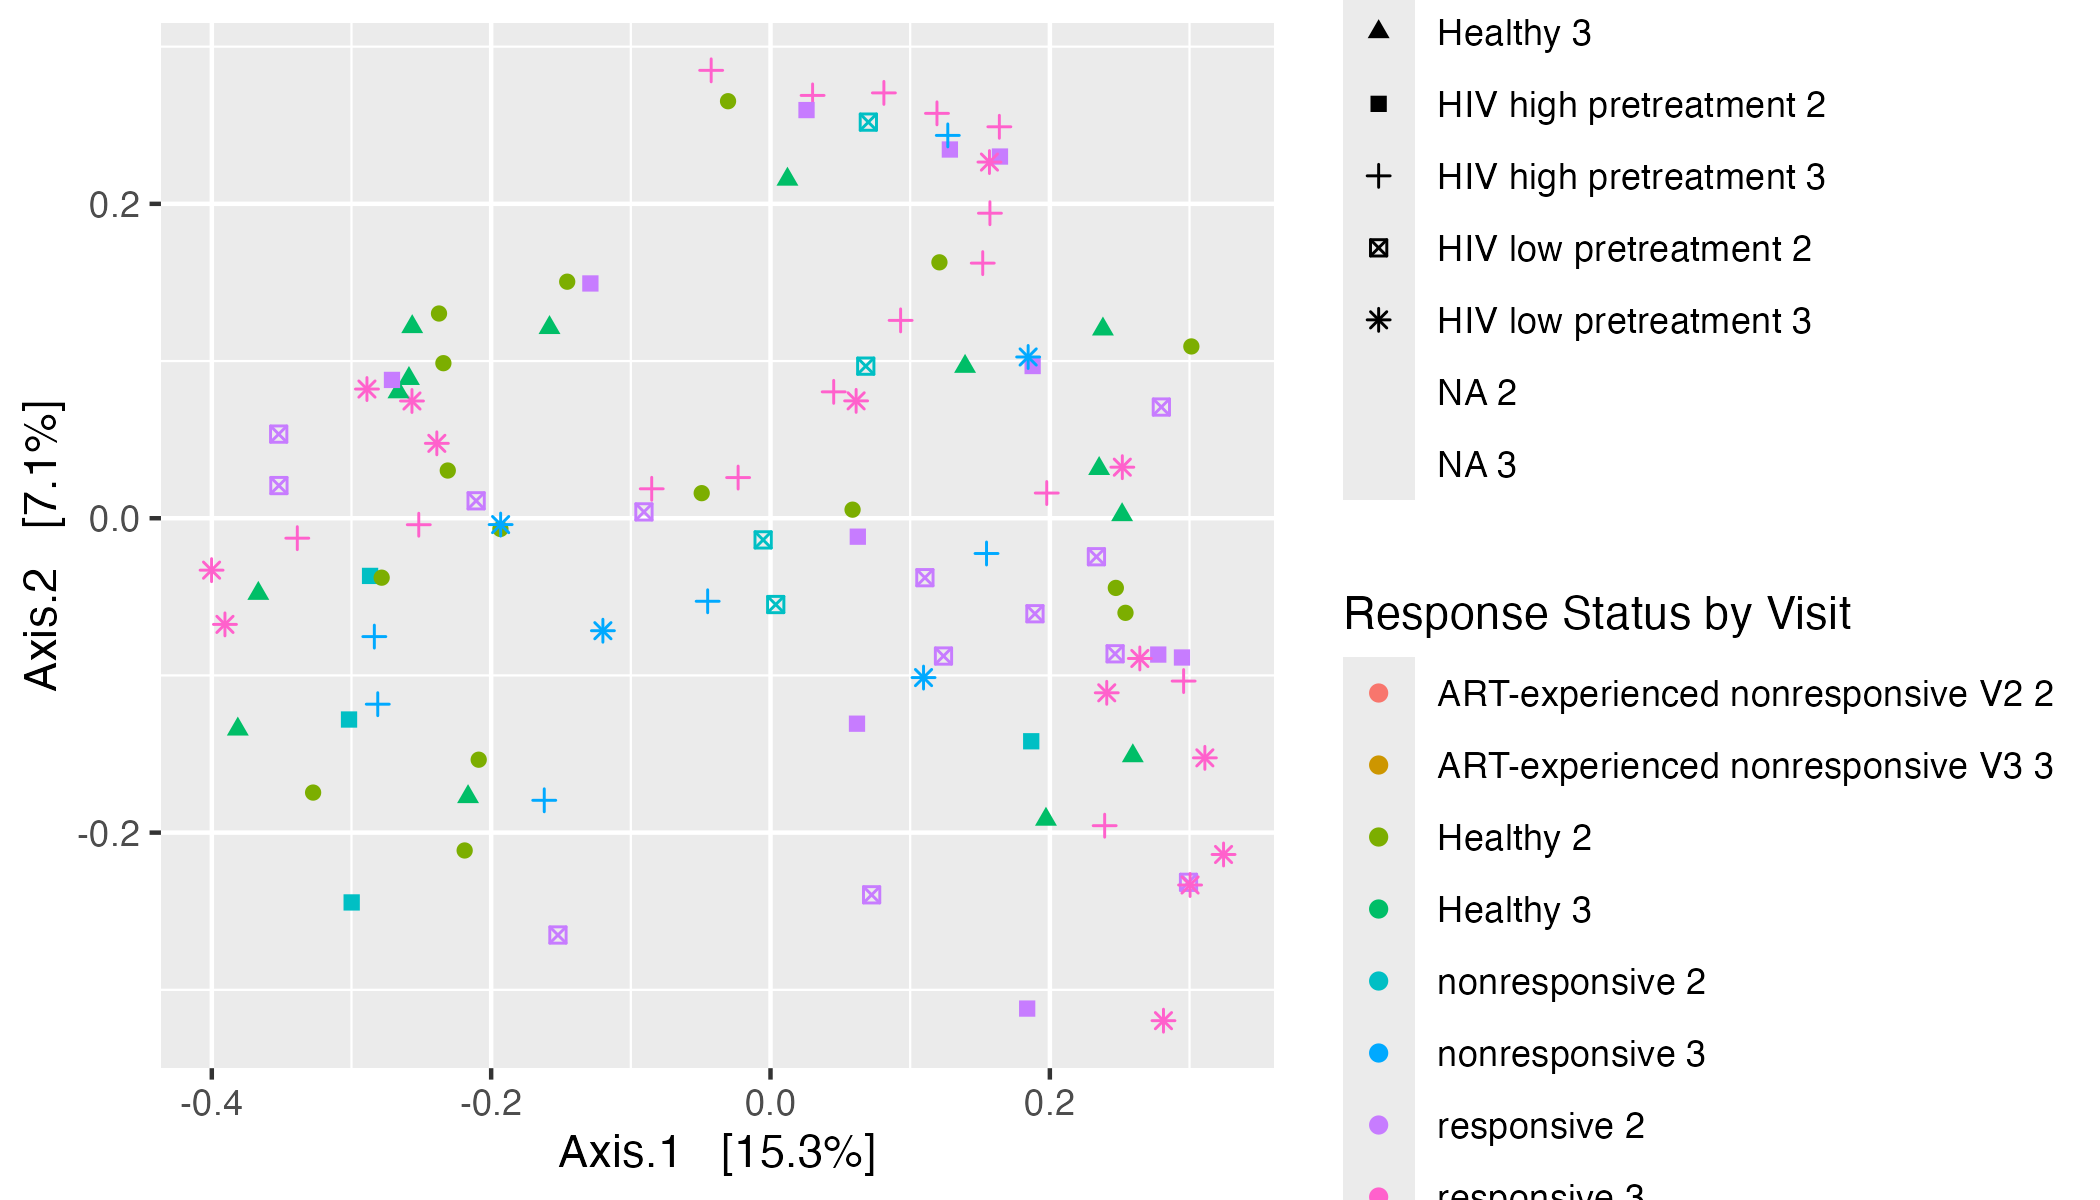 Healthy 3
HIV high pretreatment 2
HIV high pretreatment 3
HIV low pretreatment 2
HIV low pretreatment 3
NA 2
NA 3
Response Status by Visit
ART-experienced nonresponsive V2 2
ART-experienced nonresponsive V3 3
Healthy 2
Healthy 3
nonresponsive 2
nonresponsive 3
responsive 2
responsive 3
0.2
0.0
-0.2
Axis.2 [7.1%]
-0.4
-0.2
0.0
0.2
Axis.1 [15.3%]